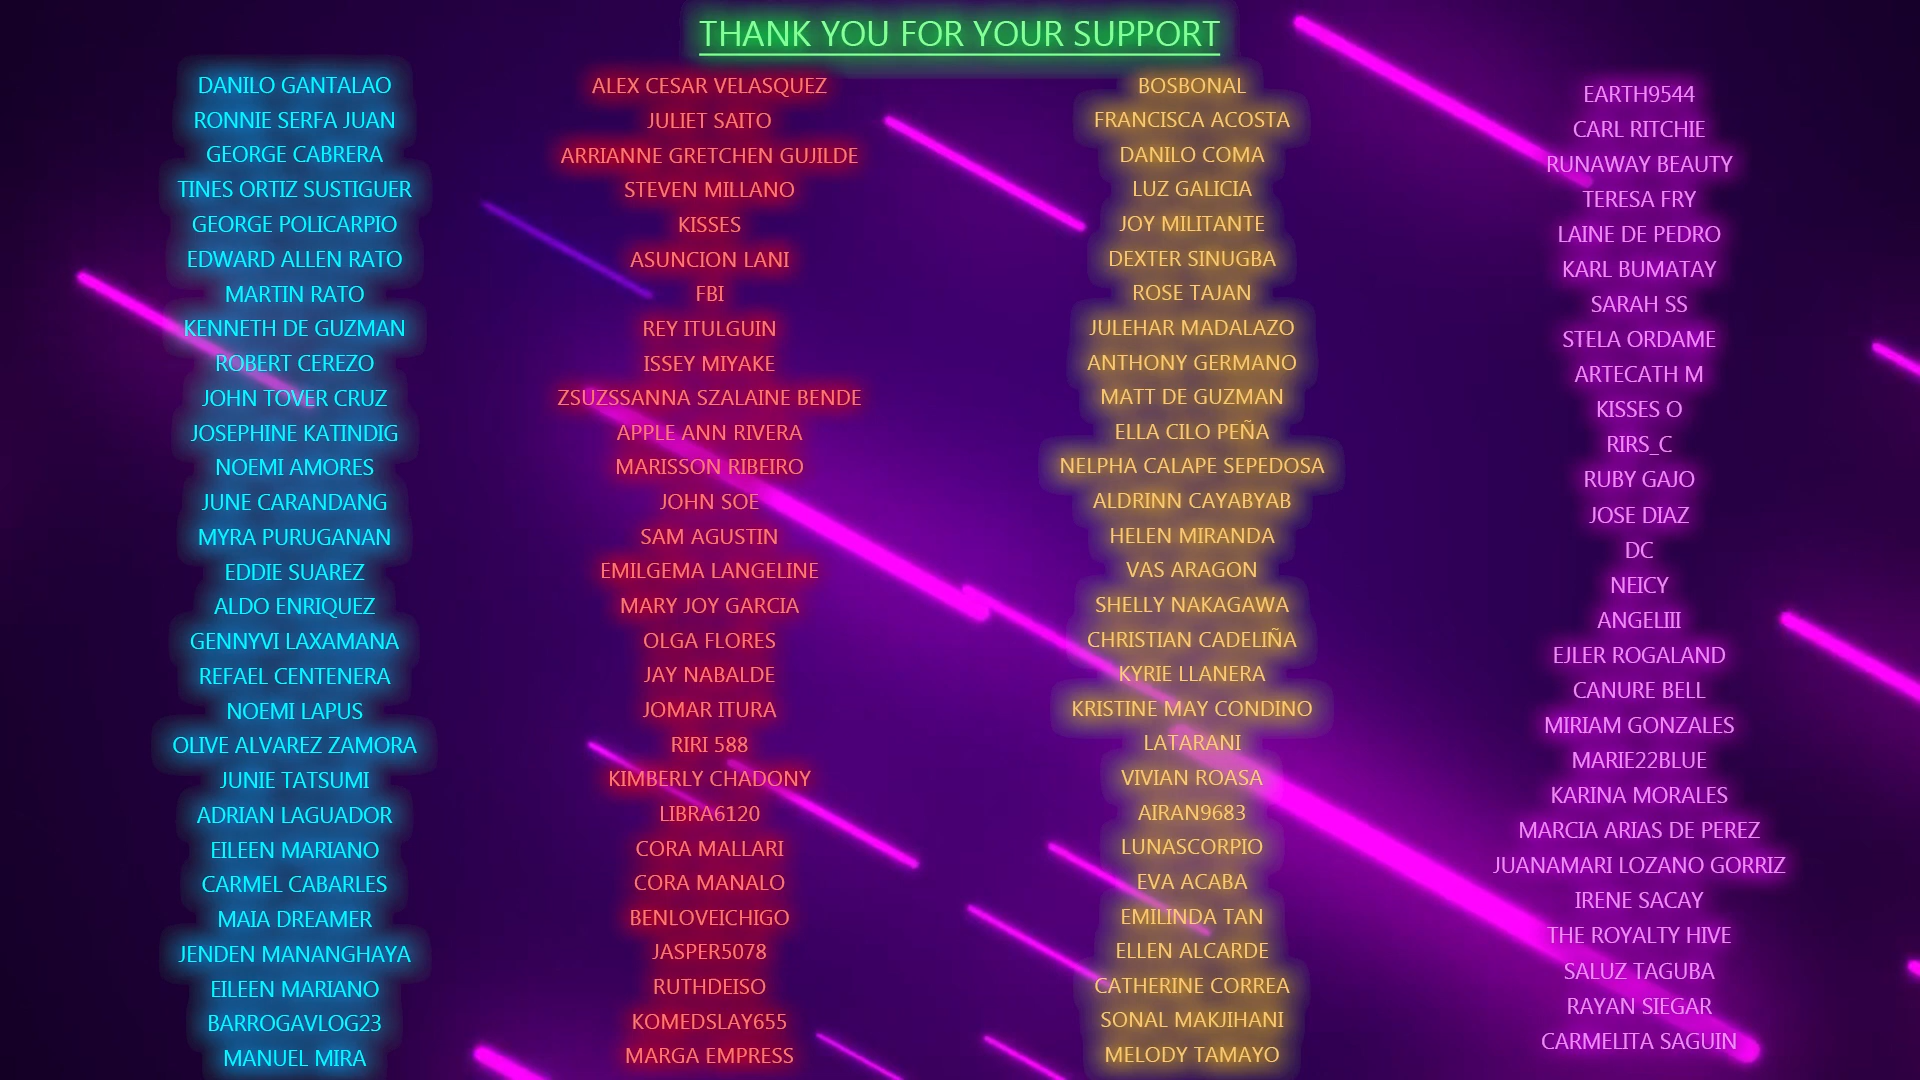 THANK YOU FOR YOUR SUPPORT
DANILO GANTALAO
RONNIE SERFA JUAN
GEORGE CABRERA
TINES ORTIZ SUSTIGUER
GEORGE POLICARPIO
EDWARD ALLEN RATO
MARTIN RATO
KENNETH DE GUZMAN
ROBERT CEREZO
JOHN TOVER CRUZ
JOSEPHINE KATINDIG
NOEMI AMORES
JUNE CARANDANG
MYRA PURUGANAN
EDDIE SUAREZ
ALDO ENRIQUEZ
GENNYVI LAXAMANA
REFAEL CENTENERA
NOEMI LAPUS
OLIVE ALVAREZ ZAMORA
JUNIE TATSUMI
ADRIAN LAGUADOR
EILEEN MARIANO
CARMEL CABARLES
MAIA DREAMER
JENDEN MANANGHAYA
EILEEN MARIANO
BARROGAVLOG23
MANUEL MIRA
ALEX CESAR VELASQUEZ
JULIET SAITO
ARRIANNE GRETCHEN GUJILDE
STEVEN MILLANO
KISSES
ASUNCION LANI
FBI
REY ITULGUIN
ISSEY MIYAKE
ZSUZSSANNA SZALAINE BENDE
APPLE ANN RIVERA
MARISSON RIBEIRO
JOHN SOE
SAM AGUSTIN
EMILGEMA LANGELINE
MARY JOY GARCIA
OLGA FLORES
JAY NABALDE
JOMAR ITURA
RIRI 588
KIMBERLY CHADONY
LIBRA6120
CORA MALLARI
CORA MANALO
BENLOVEICHIGO
JASPER5078
RUTHDEISO
KOMEDSLAY655
MARGA EMPRESS
BOSBONAL
FRANCISCA ACOSTA
DANILO COMA
LUZ GALICIA
JOY MILITANTE
DEXTER SINUGBA
ROSE TAJAN
JULEHAR MADALAZO
ANTHONY GERMANO
MATT DE GUZMAN
ELLA CILO PEÑA
NELPHA CALAPE SEPEDOSA
ALDRINN CAYABYAB
HELEN MIRANDA
VAS ARAGON
SHELLY NAKAGAWA
CHRISTIAN CADELIÑA
KYRIE LLANERA
KRISTINE MAY CONDINO
LATARANI
VIVIAN ROASA
AIRAN9683
LUNASCORPIO
EVA ACABA
EMILINDA TAN
ELLEN ALCARDE
CATHERINE CORREA
SONAL MAKJIHANI
MELODY TAMAYO
EARTH9544
CARL RITCHIE
RUNAWAY BEAUTY
TERESA FRY
LAINE DE PEDRO
KARL BUMATAY
SARAH SS
STELA ORDAME
ARTECATH M
KISSES O
RIRS_C
RUBY GAJO
JOSE DIAZ
DC
NEICY
ANGELIII
EJLER ROGALAND
CANURE BELL
MIRIAM GONZALES
MARIE22BLUE
KARINA MORALES
MARCIA ARIAS DE PEREZ
JUANAMARI LOZANO GORRIZ
IRENE SACAY
THE ROYALTY HIVE
SALUZ TAGUBA
RAYAN SIEGAR
CARMELITA SAGUIN